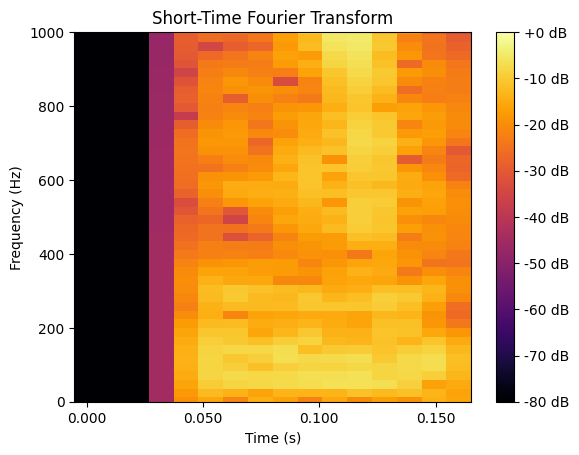 Short-Time Fourier Transform
1000
800
600
400
200
0
Frequency (Hz)
0.000
0.050
0.100
0.150
Time (s)
+0 dB
-10 dB
-20 dB
-30 dB
-40 dB
-50 dB
-60 dB
-70 dB
-80 dB